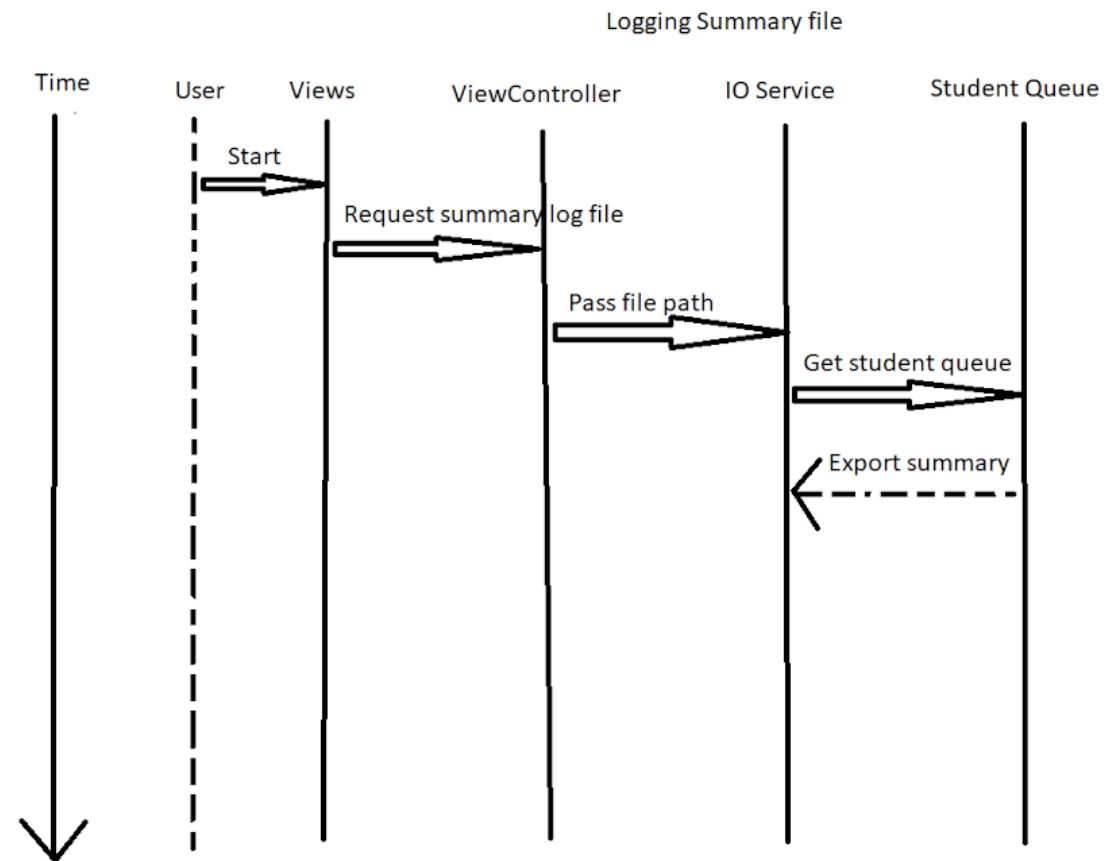 Logging Summary file
Time
User
Views
ViewController
IO Service
Student Queue
Start
Request summary log file
Pass file path
Get student queue
Export summary